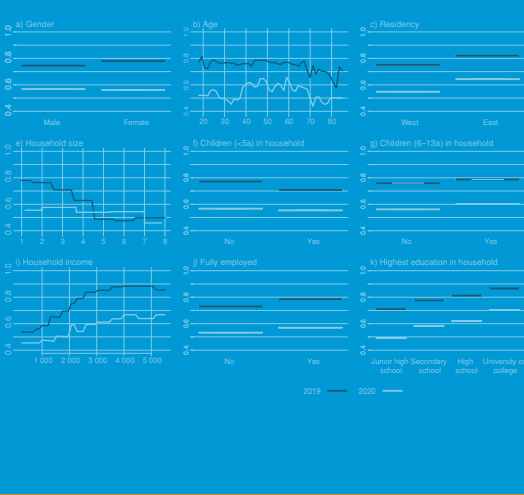 a) Gender
1.0
0.8
0.6
0.4
Male Female
b) Age
1.0
0.8
0.6
0.4
20 30 40 50 60 70 80
c) Residency
1.0
0.8
0.6
0.4
West East
e) Household size
1.0
0.8
0.6
0.4
1 2 3 4 5 6 7 8
f) Children (<5a) in household
1.0
0.8
0.6
0.4
No Yes
g) Children (6–13a) in household
1.0
0.8
0.6
0.4
No Yes
i) Household income
1.0
0.8
0.6
0.4
1 000 2 000 3 000 4 000 5 000
j) Fully employed
1.0
0.8
0.6
0.4
No Yes
k) Highest education in household
1.0
0.8
0.6
0.4
Junior high Secondary High University o
school school school college
2019 2020